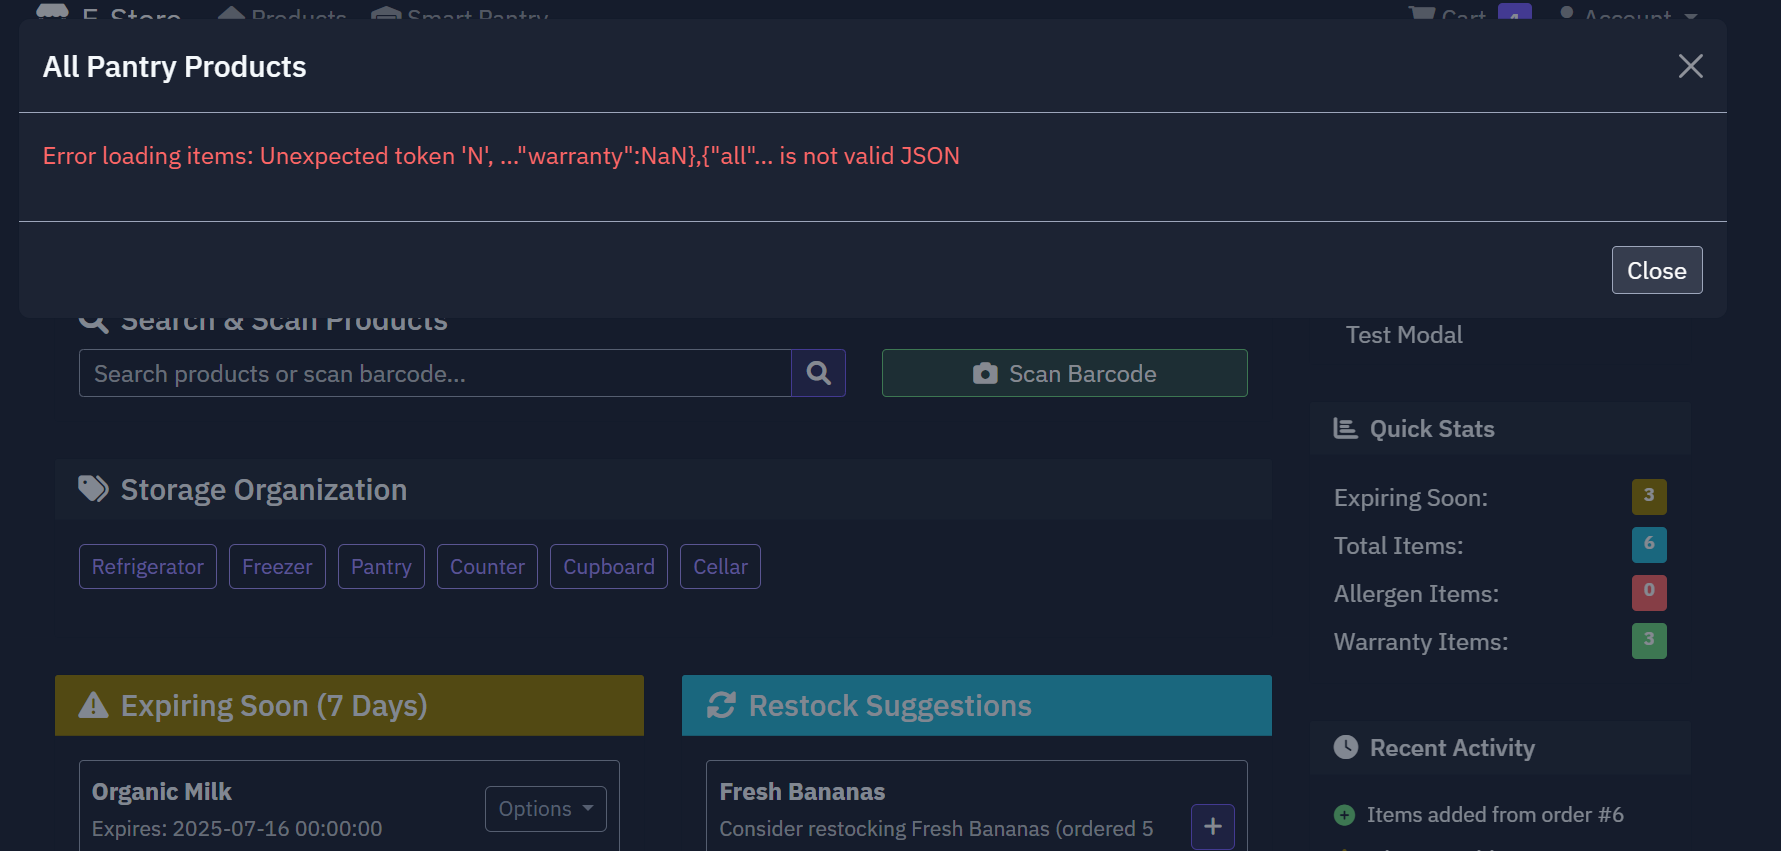 E-Store Products Smart Pantry Cart Account
All Pantry Products
Error loading items: Unexpected token 'N', ..."warranty":NaN},{"all"... is not valid JSON
Close
Search & Scan Products
Test Modal
Search products or scan barcode...
Scan Barcode
Quick Stats
Storage Organization
Expiring Soon: 3
Total Items: 6
Refrigerator Freezer Pantry Counter Cupboard Cellar
Allergen Items: 0
Warranty Items: 3
Expiring Soon (7 Days)
Restock Suggestions
Recent Activity
Organic Milk
Options
Expires: 2025-07-16 00:00:00
Fresh Bananas
Consider restocking Fresh Bananas (ordered 5
Items added from order #6